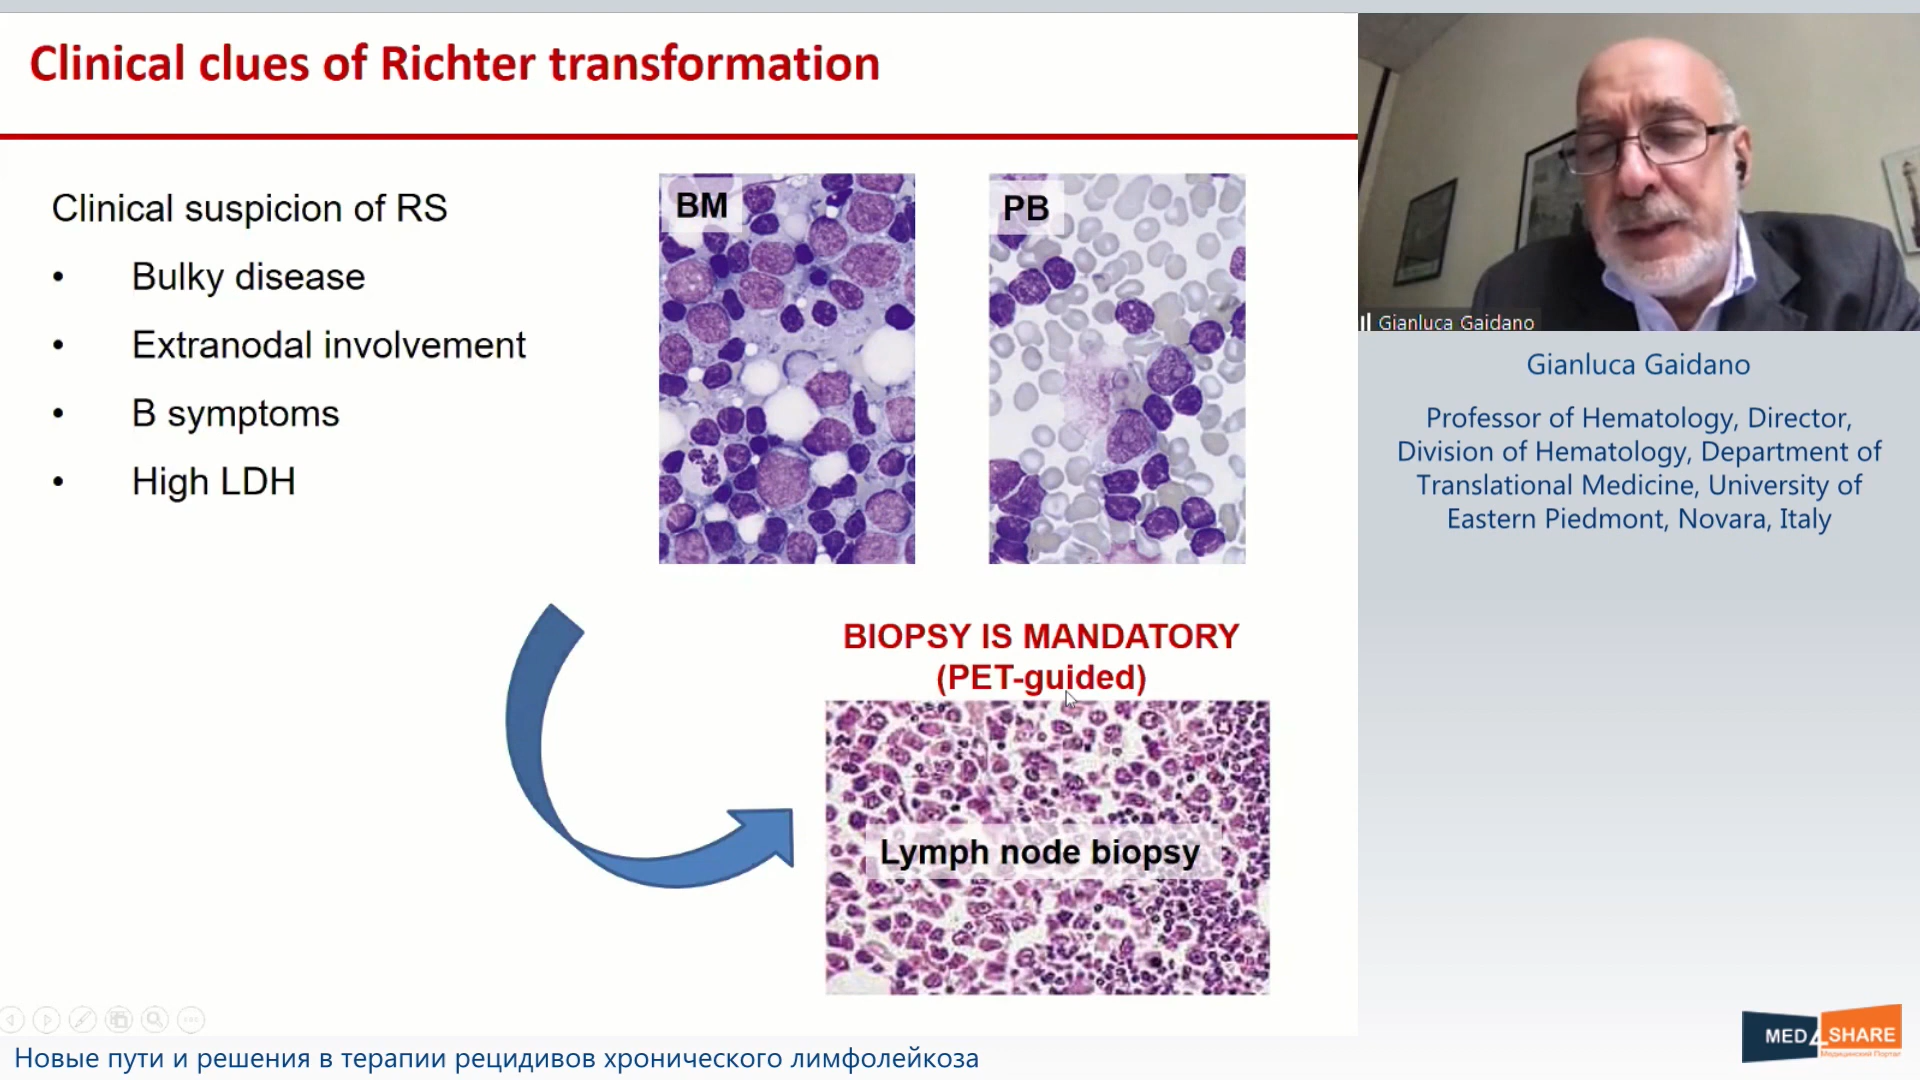 Clinical clues of Richter transformation
Clinical suspicion of RS
• Bulky disease
• Extranodal involvement
• B symptoms
• High LDH
BM
PB
BIOPSY IS MANDATORY
(PET-guided)
Lymph node biopsy
Gianluca Gaidano
Gianluca Gaidano
Professor of Hematology, Director,
Division of Hematology, Department of
Translational Medicine, University of
Eastern Piedmont, Novara, Italy
Новые пути и решения в терапии рецидивов хронического лимфолейкоза
MED4SHARE
Медицинский Портал